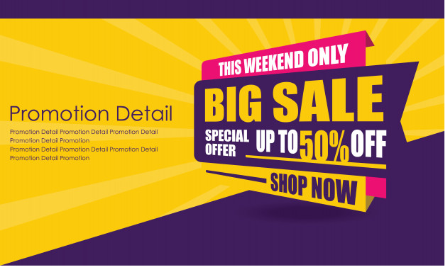 THIS WEEKEND ONLY
BIG SALE
SPECIAL OFFER
UP TO 50% OFF
SHOP NOW
Promotion Detail
Promotion Detail Promotion Detail Promotion Detail
Promotion Detail Promotion
Promotion Detail Promotion Detail Promotion Detail
Promotion Detail Promotion